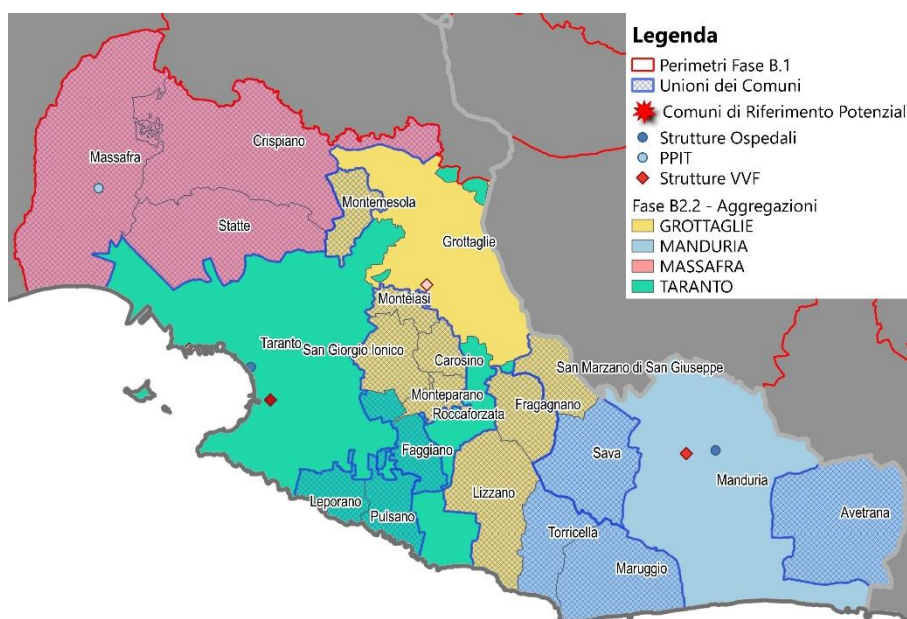 Legenda
Perimetri Fase B.1
Unioni dei Comuni
Comuni di Riferimento Potenzial
Strutture Ospedali
PPIT
Strutture VVF
Fase B2.2 - Aggregazioni
GROTTAGLIE
MANDURIA
MASSAFRA
TARANTO
Crispiano
Massafra
Montemesola
Statte
Grottaglie
Monteiasi
Taranto
San Giorgio Ionico
Carosino
San Marzano di San Giuseppe
Monteparano
Fragagnano
Roccaforzata
Faggiano
Sava
Manduria
Lizzano
Leporano
Pulsano
Avetrana
Torricella
Maruggio